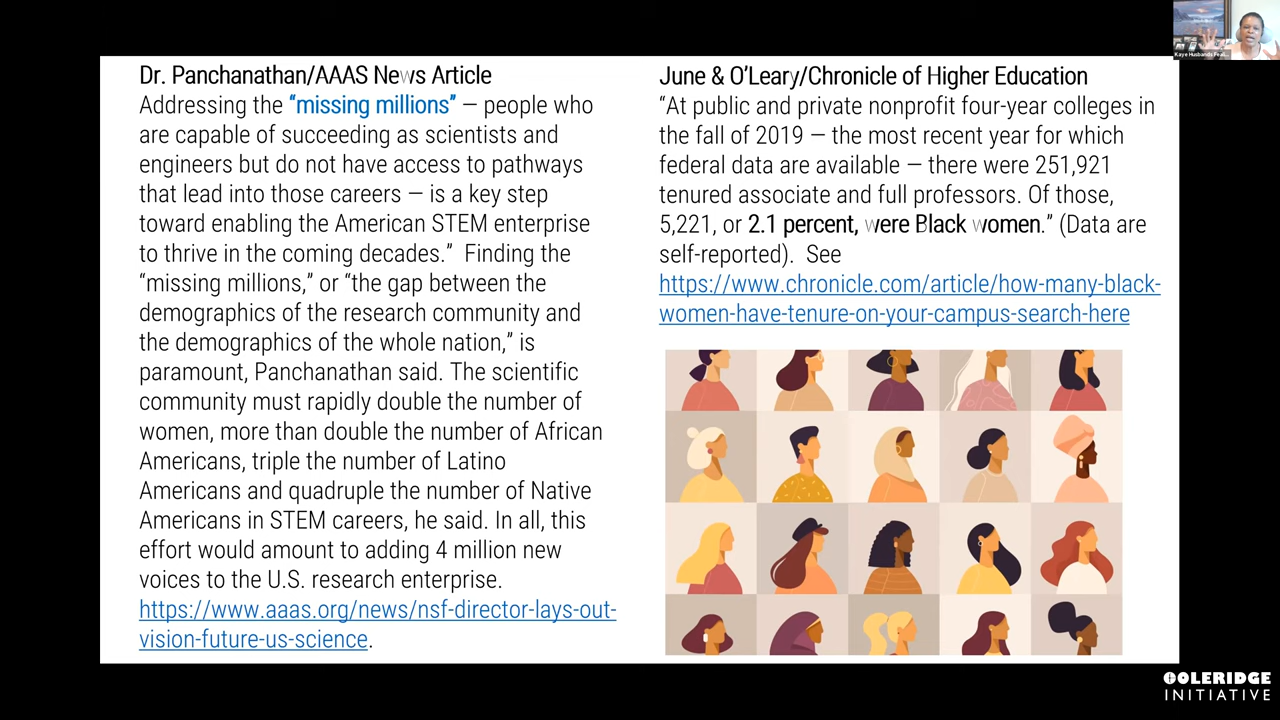 Dr. Panchanathan/AAAS News Article
Addressing the “missing millions” — people who
are capable of succeeding as scientists and
engineers but do not have access to pathways
that lead into those careers — is a key step
toward enabling the American STEM enterprise
to thrive in the coming decades.” Finding the
“missing millions,” or “the gap between the
demographics of the research community and
the demographics of the whole nation,” is
paramount, Panchanathan said. The scientific
community must rapidly double the number of
women, more than double the number of African
Americans, triple the number of Latino
Americans and quadruple the number of Native
Americans in STEM careers, he said. In all, this
effort would amount to adding 4 million new
voices to the U.S. research enterprise.
https://www.aaas.org/news/nsf-director-lays-out-
vision-future-us-science.
June & O’Leary/Chronicle of Higher Education
“At public and private nonprofit four-year colleges in
the fall of 2019 — the most recent year for which
federal data are available — there were 251,921
tenured associate and full professors. Of those,
5,221, or 2.1 percent, were Black women.” (Data are
self-reported). See
https://www.chronicle.com/article/how-many-black-
women-have-tenure-on-your-campus-search-here
Kaye Husbands
COLERIDGE
INITIATIVE